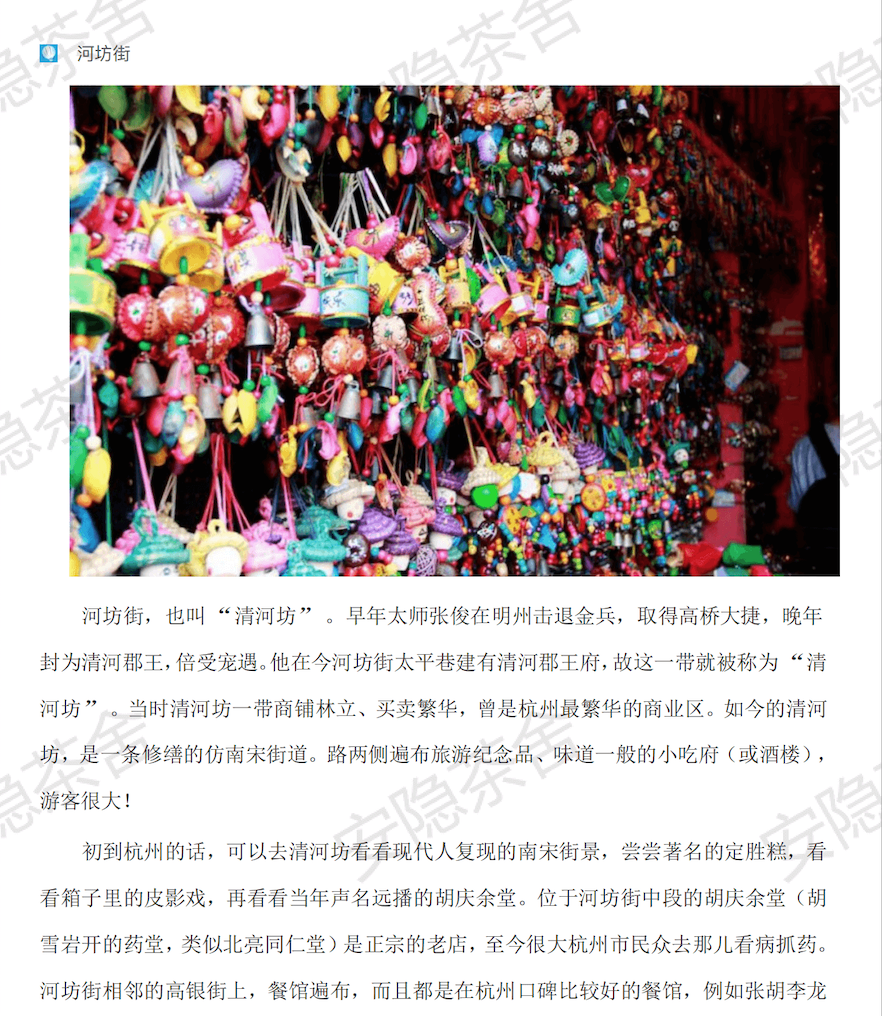 河坊街
河坊街，也叫“清河坊”。早年太师张俊在明州击退金兵，取得高桥大捷，晚年
封为清河郡王，倍受宠遇。他在今河坊街太平巷建有清河郡王府，故这一带就被称为“清
河坊”。当时清河坊一带商铺林立、买卖繁华，曾是杭州最繁华的商业区。如今的清河
坊，是一条修缮的仿南宋街道。路两侧遍布旅游纪念品、味道一般的小吃府（或酒楼），
游客很大！
初到杭州的话，可以去清河坊看看现代人复现的南宋街景，尝尝著名的定胜糕，看
看箱子里的皮影戏，再看看当年声名远播的胡庆余堂。位于河坊街中段的胡庆余堂（胡
雪岩开的药堂，类似北亮同仁堂）是正宗的老店，至今很大杭州市民众去那儿看病抓药。
河坊街相邻的高银街上，餐馆遍布，而且都是在杭州口碑比较好的餐馆，例如张胡李龙
安隐茶舍
安隐茶舍
安隐茶舍